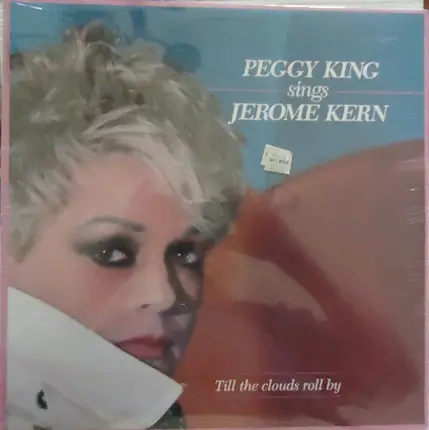 PEGGY KING
sings
JEROME KERN
Till the clouds roll by